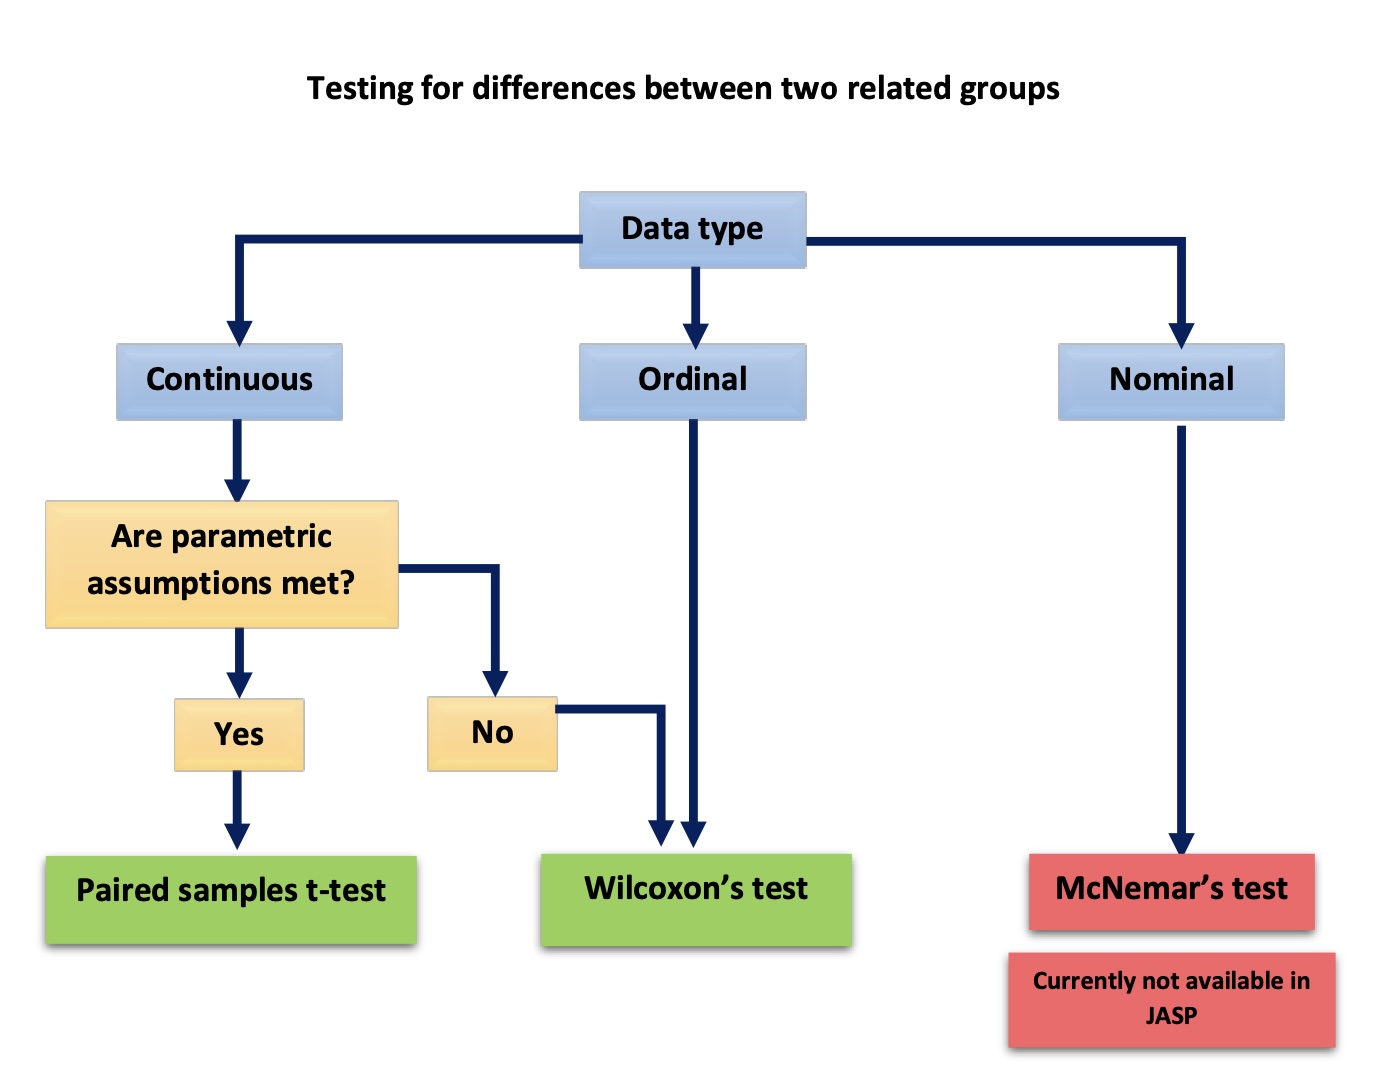 Testing for differences between two related groups
Data type
Continuous
Ordinal
Nominal
Are parametric
assumptions met?
Yes
No
Paired samples t-test
Wilcoxon’s test
McNemar’s test
Currently not available in
JASP